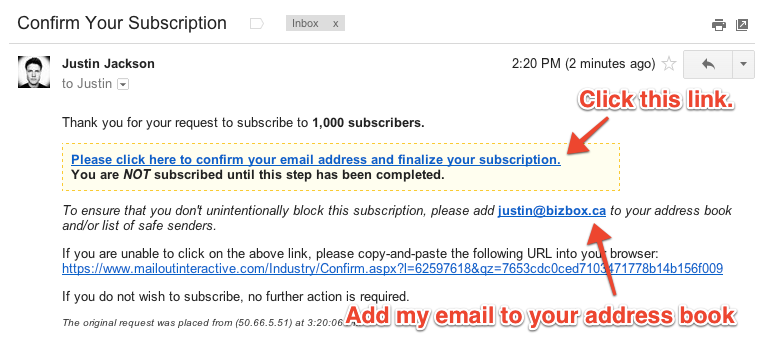 Confirm Your Subscription
Inbox x
Justin Jackson
2:20 PM (2 minutes ago)
to Justin
Click this link.
Thank you for your request to subscribe to 1,000 subscribers.
Please click here to confirm your email address and finalize your subscription.
You are NOT subscribed until this step has been completed.
To ensure that you don't unintentionally block this subscription, please add justin@bizbox.ca to your address book
and/or list of safe senders.
If you are unable to click on the above link, please copy-and-paste the following URL into your browser:
https://www.mailoutinteractive.com/Industry/Confirm.aspx?l=62597618&qz=7653cdc0ced7103471778b14b156f009
If you do not wish to subscribe, no further action is required.
Add my email to your address book
The original request was placed from (50.66.5.51) at 3:20:06